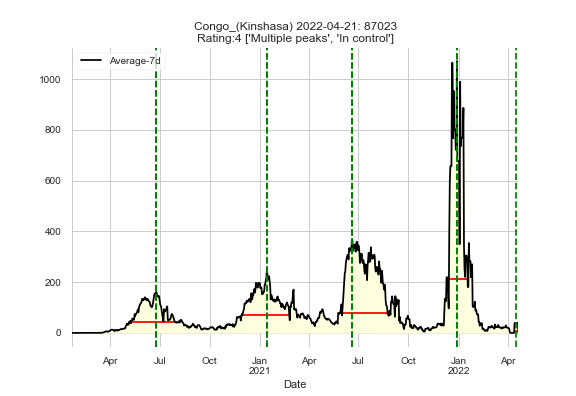 Congo_(Kinshasa) 2022-04-21: 87023
Rating:4 ['Multiple peaks', 'In control']
Average-7d
1000
800
600
400
200
0
Apr Jul Oct Jan Apr Jul Oct Jan Apr
2021 2022
Date